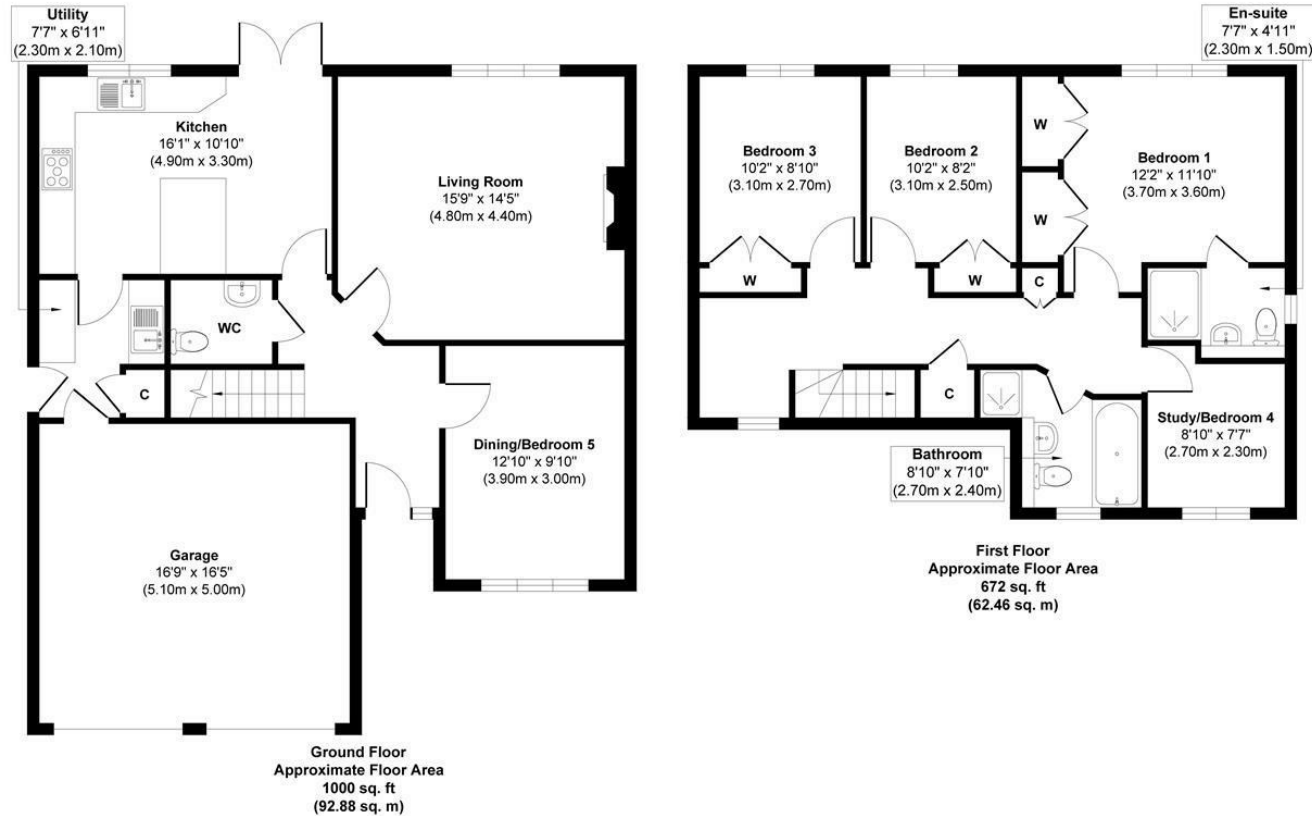 Utility
7'7" x 6'11"
(2.30m x 2.10m)
Kitchen
16'1" x 10'10"
(4.90m x 3.30m)
Living Room
15'9" x 14'5"
(4.80m x 4.40m)
WC
C
Dining/Bedroom 5
12'10" x 9'10"
(3.90m x 3.00m)
Garage
16'9" x 16'5"
(5.10m x 5.00m)
Ground Floor
Approximate Floor Area
1000 sq. ft
(92.88 sq. m)
En-suite
7'7" x 4'11"
(2.30m x 1.50m)
Bedroom 3
10'2" x 8'10"
(3.10m x 2.70m)
Bedroom 2
10'2" x 8'2"
(3.10m x 2.50m)
W
Bedroom 1
12'2" x 11'10"
(3.70m x 3.60m)
W
W
W
C
C
Study/Bedroom 4
8'10" x 7'7"
(2.70m x 2.30m)
Bathroom
8'10" x 7'10"
(2.70m x 2.40m)
First Floor
Approximate Floor Area
672 sq. ft
(62.46 sq. m)